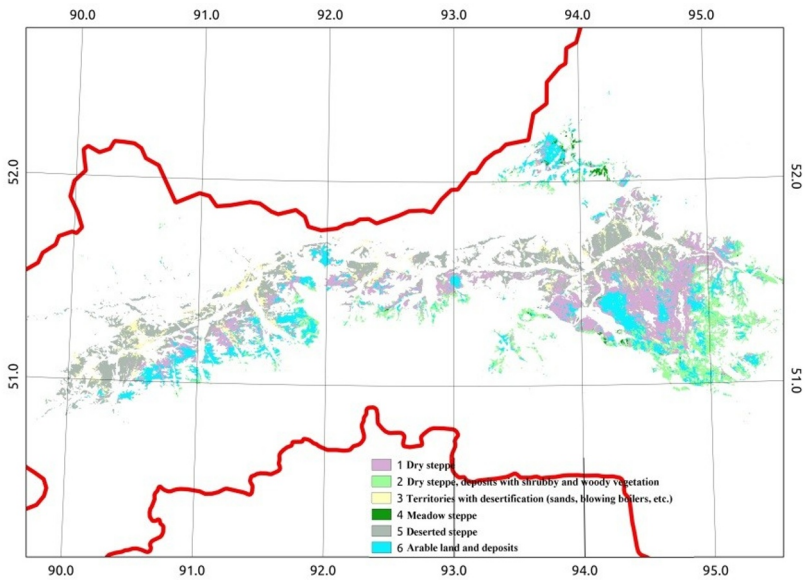 90.0 91.0 92.0 93.0 94.0 95.0
52.0 52.0
51.0 51.0
1 Dry steppe
2 Dry steppe, deposits with shrubby and woody vegetation
3 Territories with desertification (sands, blowing boilers, etc.)
4 Meadow steppe
5 Deserted steppe
6 Arable land and deposits
90.0 91.0 92.0 93.0 94.0 95.0